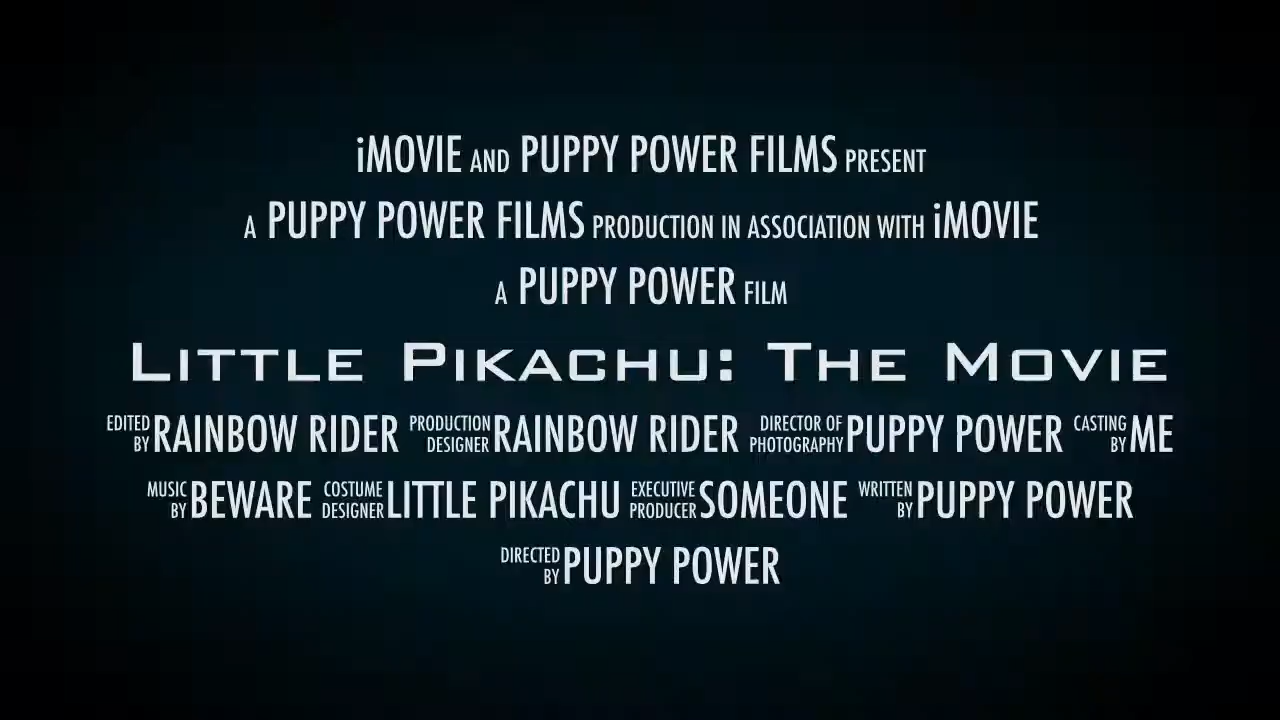 iMOVIE AND PUPPY POWER FILMS PRESENT
A PUPPY POWER FILMS PRODUCTION IN ASSOCIATION WITH iMOVIE
A PUPPY POWER FILM
LITTLE PIKACHU: THE MOVIE
EDITED BY RAINBOW RIDER PRODUCTION DESIGNER RAINBOW RIDER DIRECTOR OF PHOTOGRAPHY PUPPY POWER CASTING BY ME
MUSIC BY BEWARE COSTUME DESIGNER LITTLE PIKACHU EXECUTIVE PRODUCER SOMEONE WRITTEN BY PUPPY POWER
DIRECTED BY PUPPY POWER